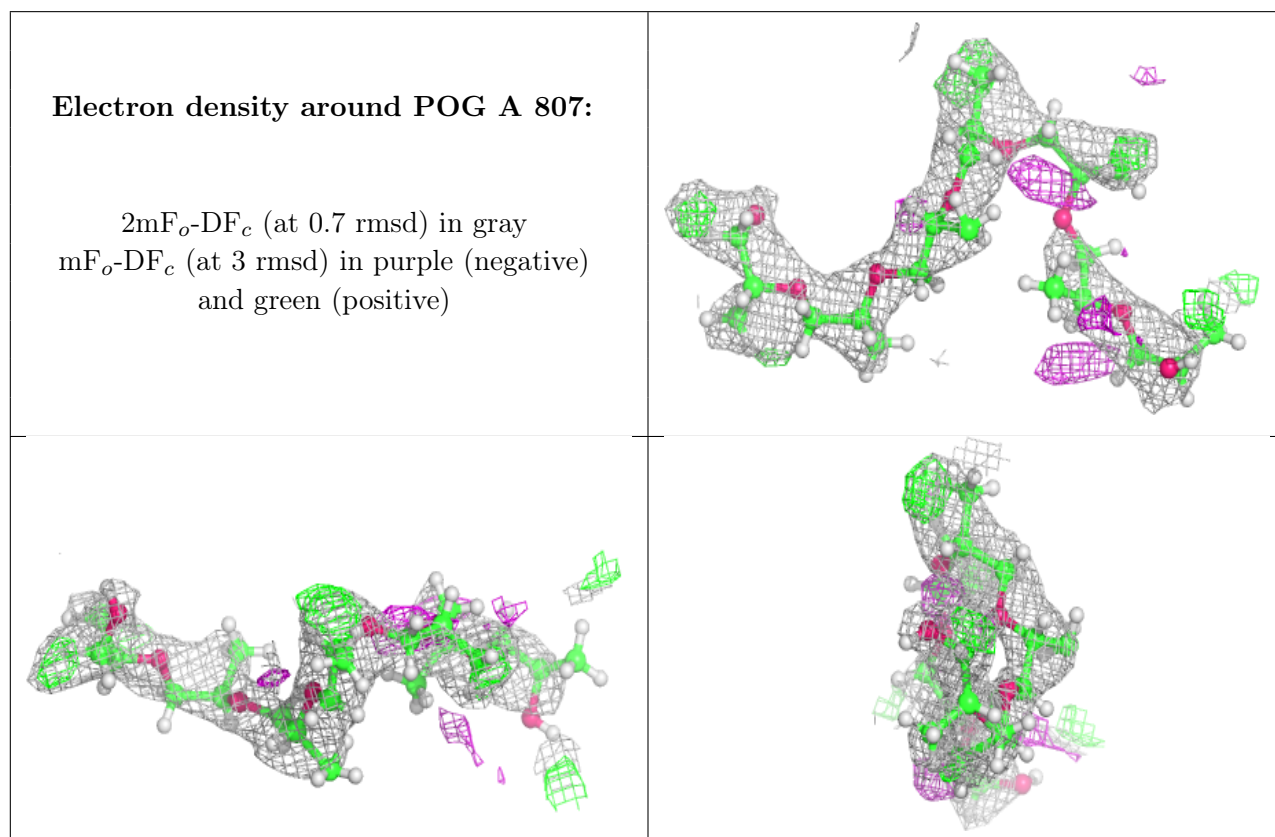 Electron density around POG A 807:
2mFo-DFc (at 0.7 rmsd) in gray
mFo-DFc (at 3 rmsd) in purple (negative)
and green (positive)